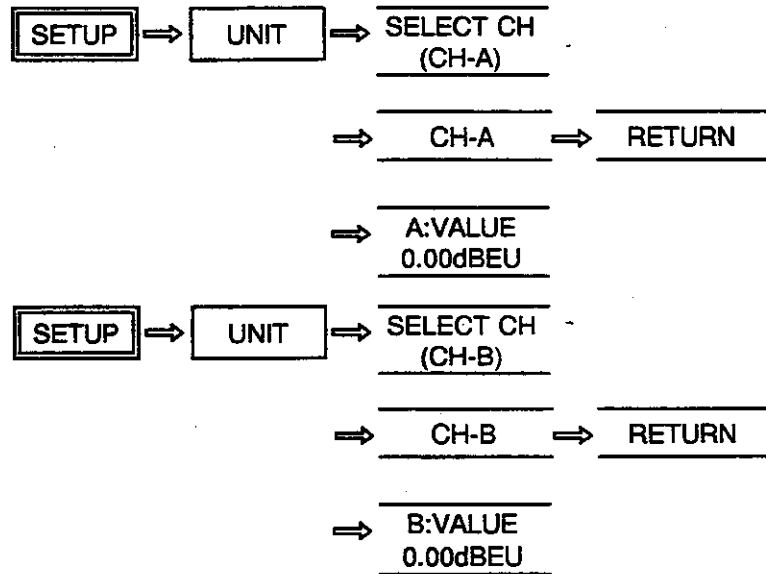 SETUP ⇒ UNIT ⇒ SELECT CH
(CH-A)
⇒ CH-A ⇒ RETURN
⇒ A:VALUE
0.00dBEU
SETUP ⇒ UNIT ⇒ SELECT CH
(CH-B)
⇒ CH-B ⇒ RETURN
⇒ B:VALUE
0.00dBEU